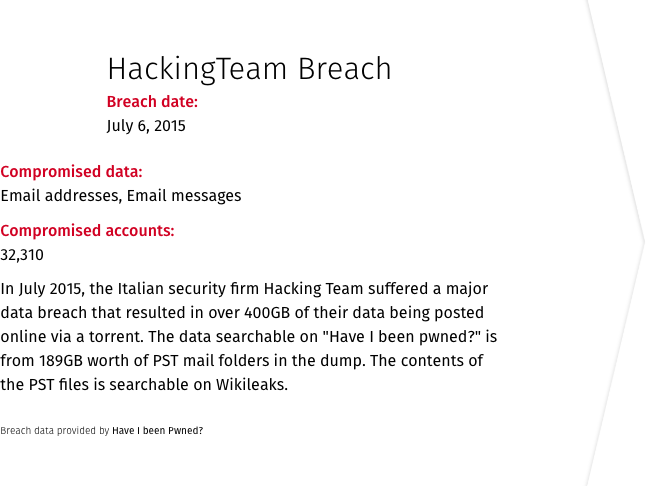 HackingTeam Breach
Breach date:
July 6, 2015
Compromised data:
Email addresses, Email messages
Compromised accounts:
32,310
In July 2015, the Italian security firm Hacking Team suffered a major
data breach that resulted in over 400GB of their data being posted
online via a torrent. The data searchable on "Have I been pwned?" is
from 189GB worth of PST mail folders in the dump. The contents of
the PST files is searchable on Wikileaks.
Breach data provided by Have I been Pwned?